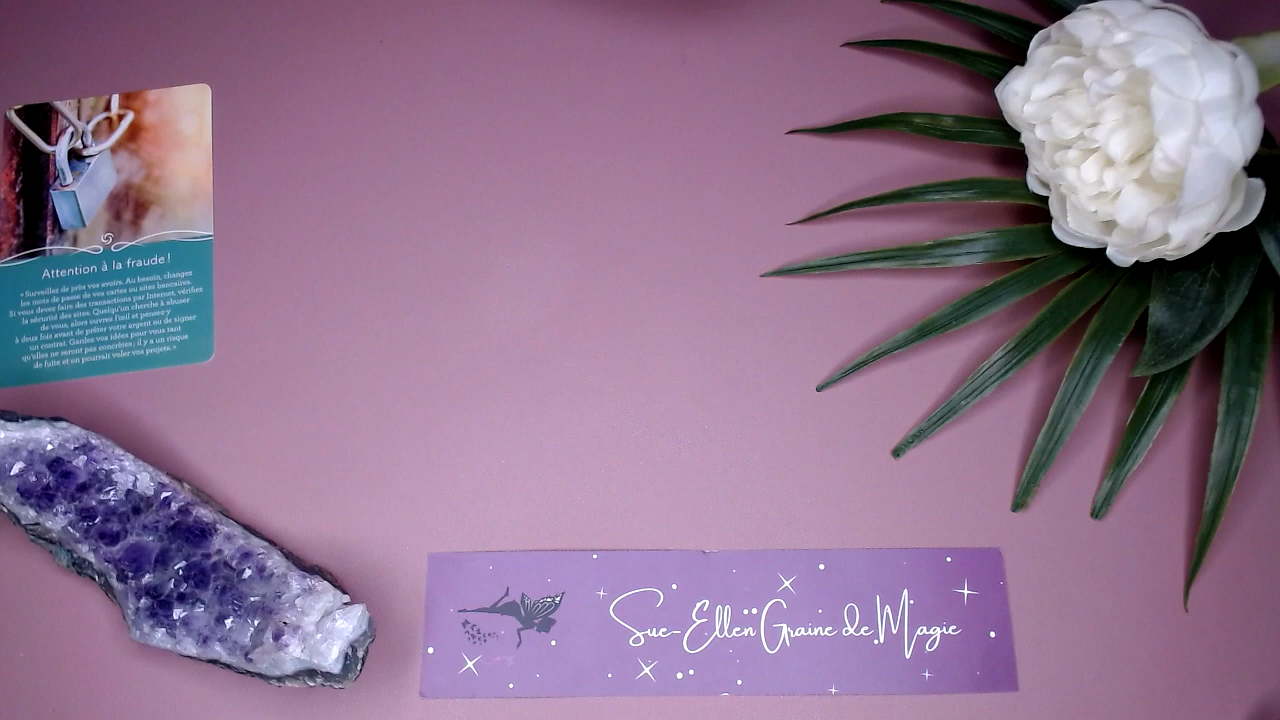 Attention à la fraude!
« Surveillez de près vos avoirs. Au besoin, changez
les mots de passe de vos cartes ou sites bancaires.
Si vous devez faire des transactions par Internet, vérifiez
la sécurité des sites. Quelqu'un cherche à abuser
de vous, alors ouvrez l'œil et pensez-y
à deux fois avant de prêter votre argent ou de signer
un contrat. Gardez vos idées pour vous tant
qu'elles ne seront pas concrètes; il y a un risque
de fuite et on pourrait voler vos projets. »
Sue-Ellen Graine de Magie